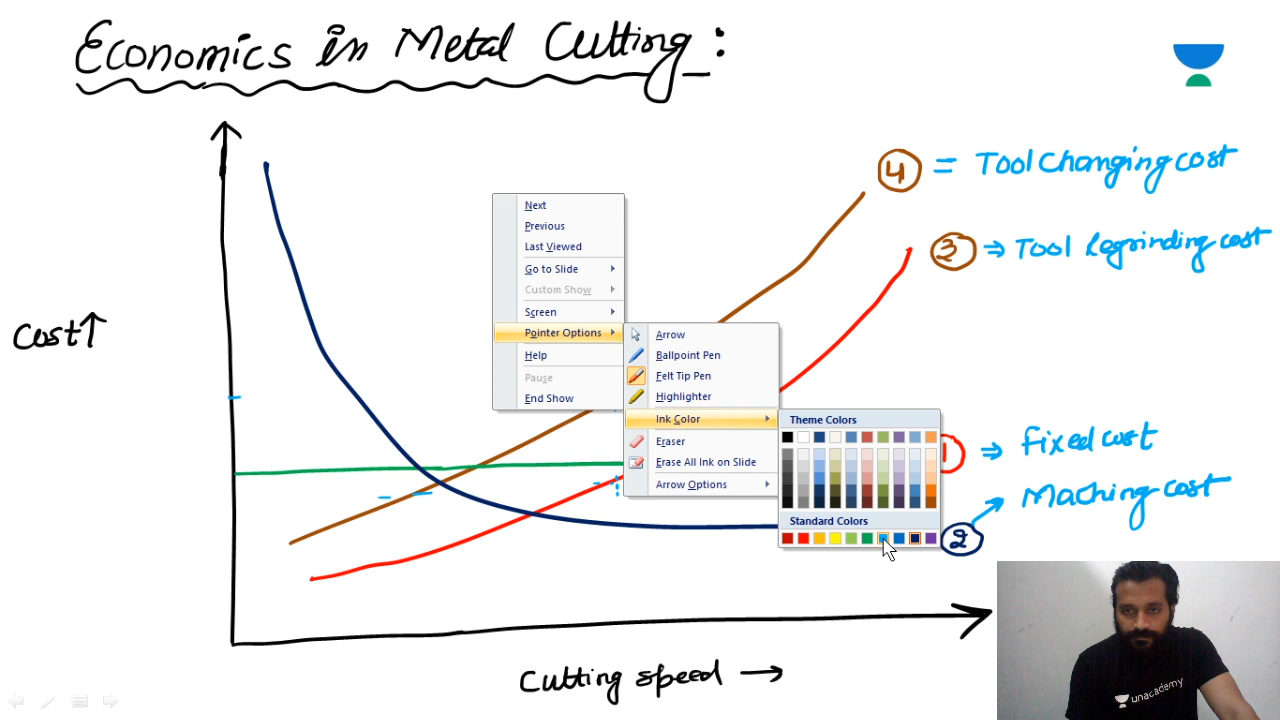 Economics in Metal Cutting :
4 = Tool Changing cost
3 ⇒ Tool Regrinding cost
Cost↑
Next
Previous
Last Viewed
Go to Slide
Custom Show
Screen
Pointer Options
Help
Pause
End Show
Arrow
Ballpoint Pen
Felt Tip Pen
Highlighter
Ink Color
Eraser
Erase All Ink on Slide
Arrow Options
Theme Colors
Standard Colors
1 ⇒ Fixed cost
2 → Maching cost
Cutting speed →
unacademy